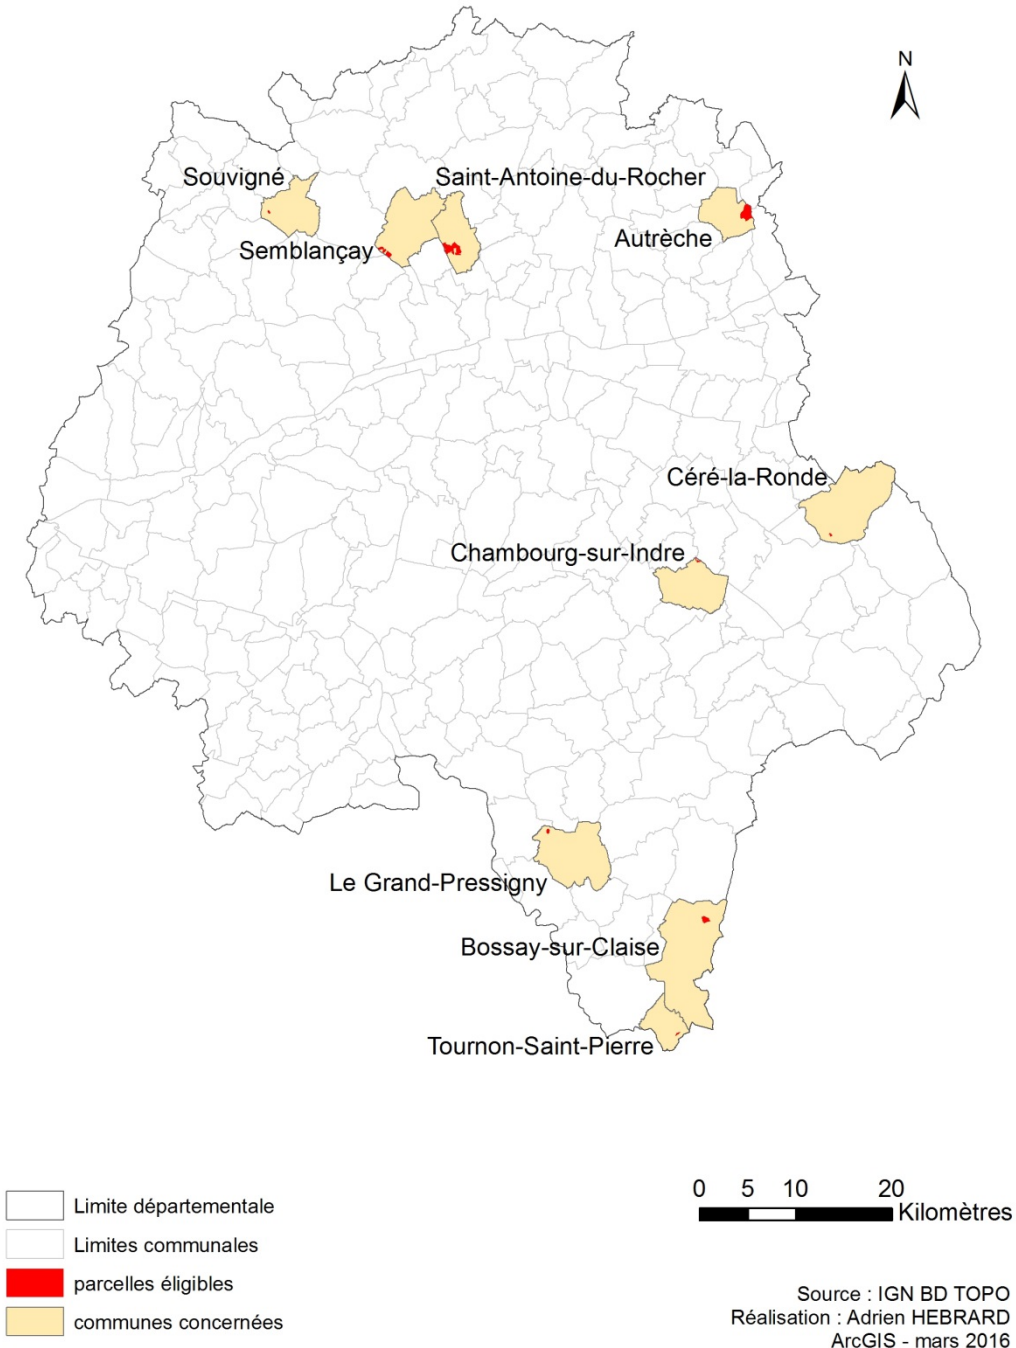 N
Souvigné
Saint-Antoine-du-Rocher
Semblançay
Autrèche
Céré-la-Ronde
Chambourg-sur-Indre
Le Grand-Pressigny
Bossay-sur-Claise
Tournon-Saint-Pierre
Limite départementale
Limites communales
parcelles éligibles
communes concernées
0 5 10 20
Kilomètres
Source : IGN BD TOPO
Réalisation : Adrien HEBRARD
ArcGIS - mars 2016